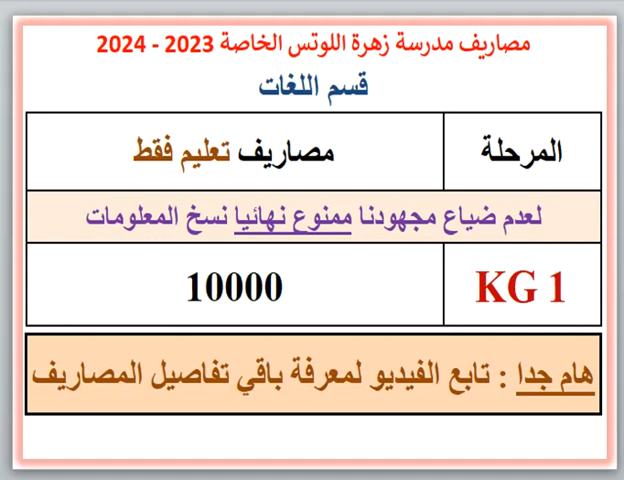 مصاريف مدرسة زهرة اللوتس الخاصة 2023 - 2024
قسم اللغات
المرحلة مصاريف تعليم فقط
لعدم ضياع مجهودنا ممنوع نهائيا نسخ المعلومات
KG 1 10000
هام جدا : تابع الفيديو لمعرفة باقي تفاصيل المصاريف